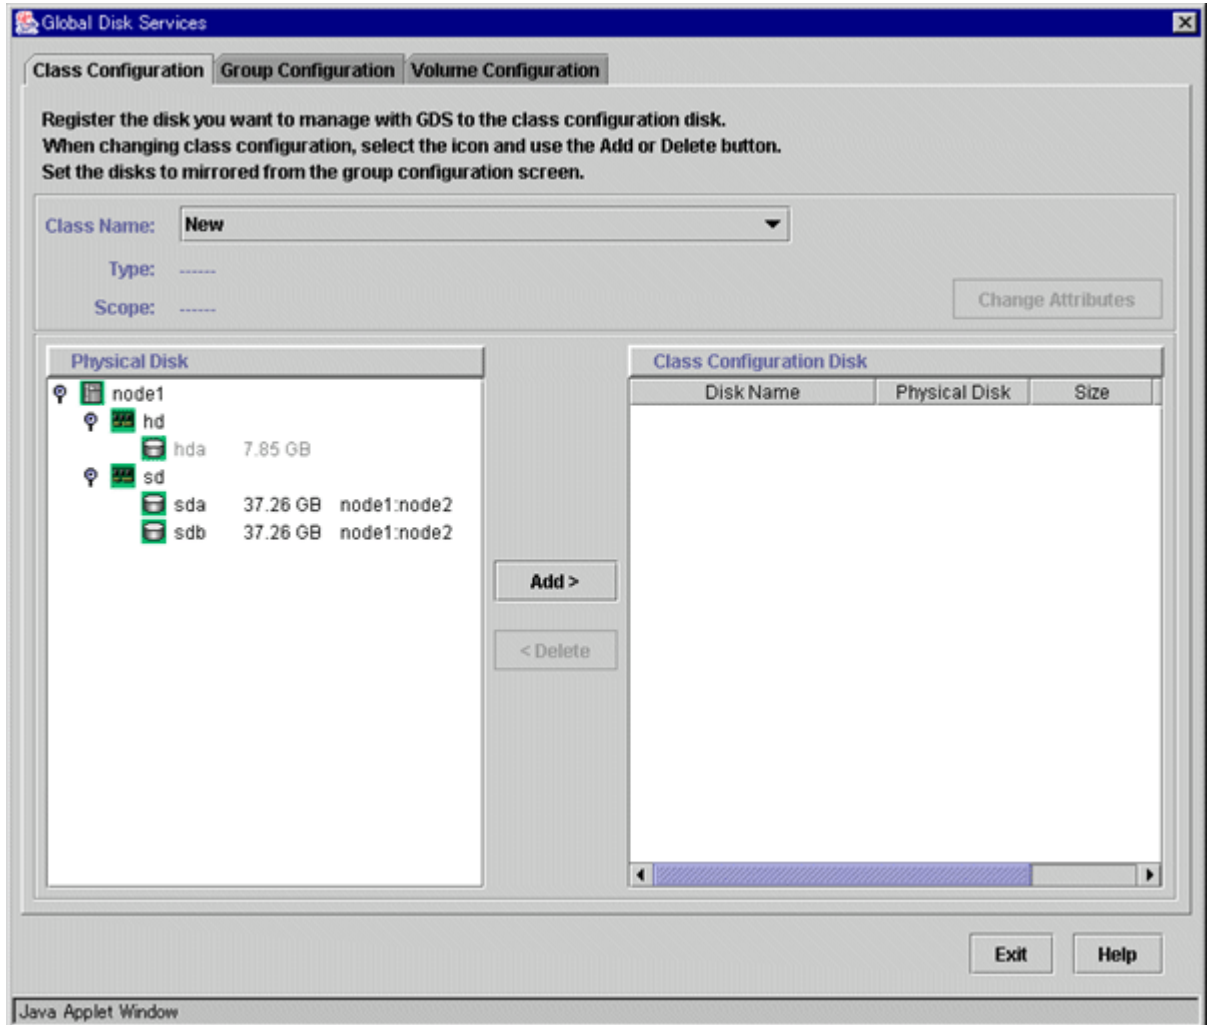 Global Disk Services
Class Configuration Group Configuration Volume Configuration
Register the disk you want to manage with GDS to the class configuration disk.
When changing class configuration, select the icon and use the Add or Delete button.
Set the disks to mirrored from the group configuration screen.
Class Name: New
Type: ------
Scope: ------
Change Attributes
Physical Disk
node1
hd
hda 7.85 GB
sd
sda 37.26 GB node1:node2
sdb 37.26 GB node1:node2
Add >
< Delete
Class Configuration Disk
Disk Name Physical Disk Size
Exit Help
Java Applet Window